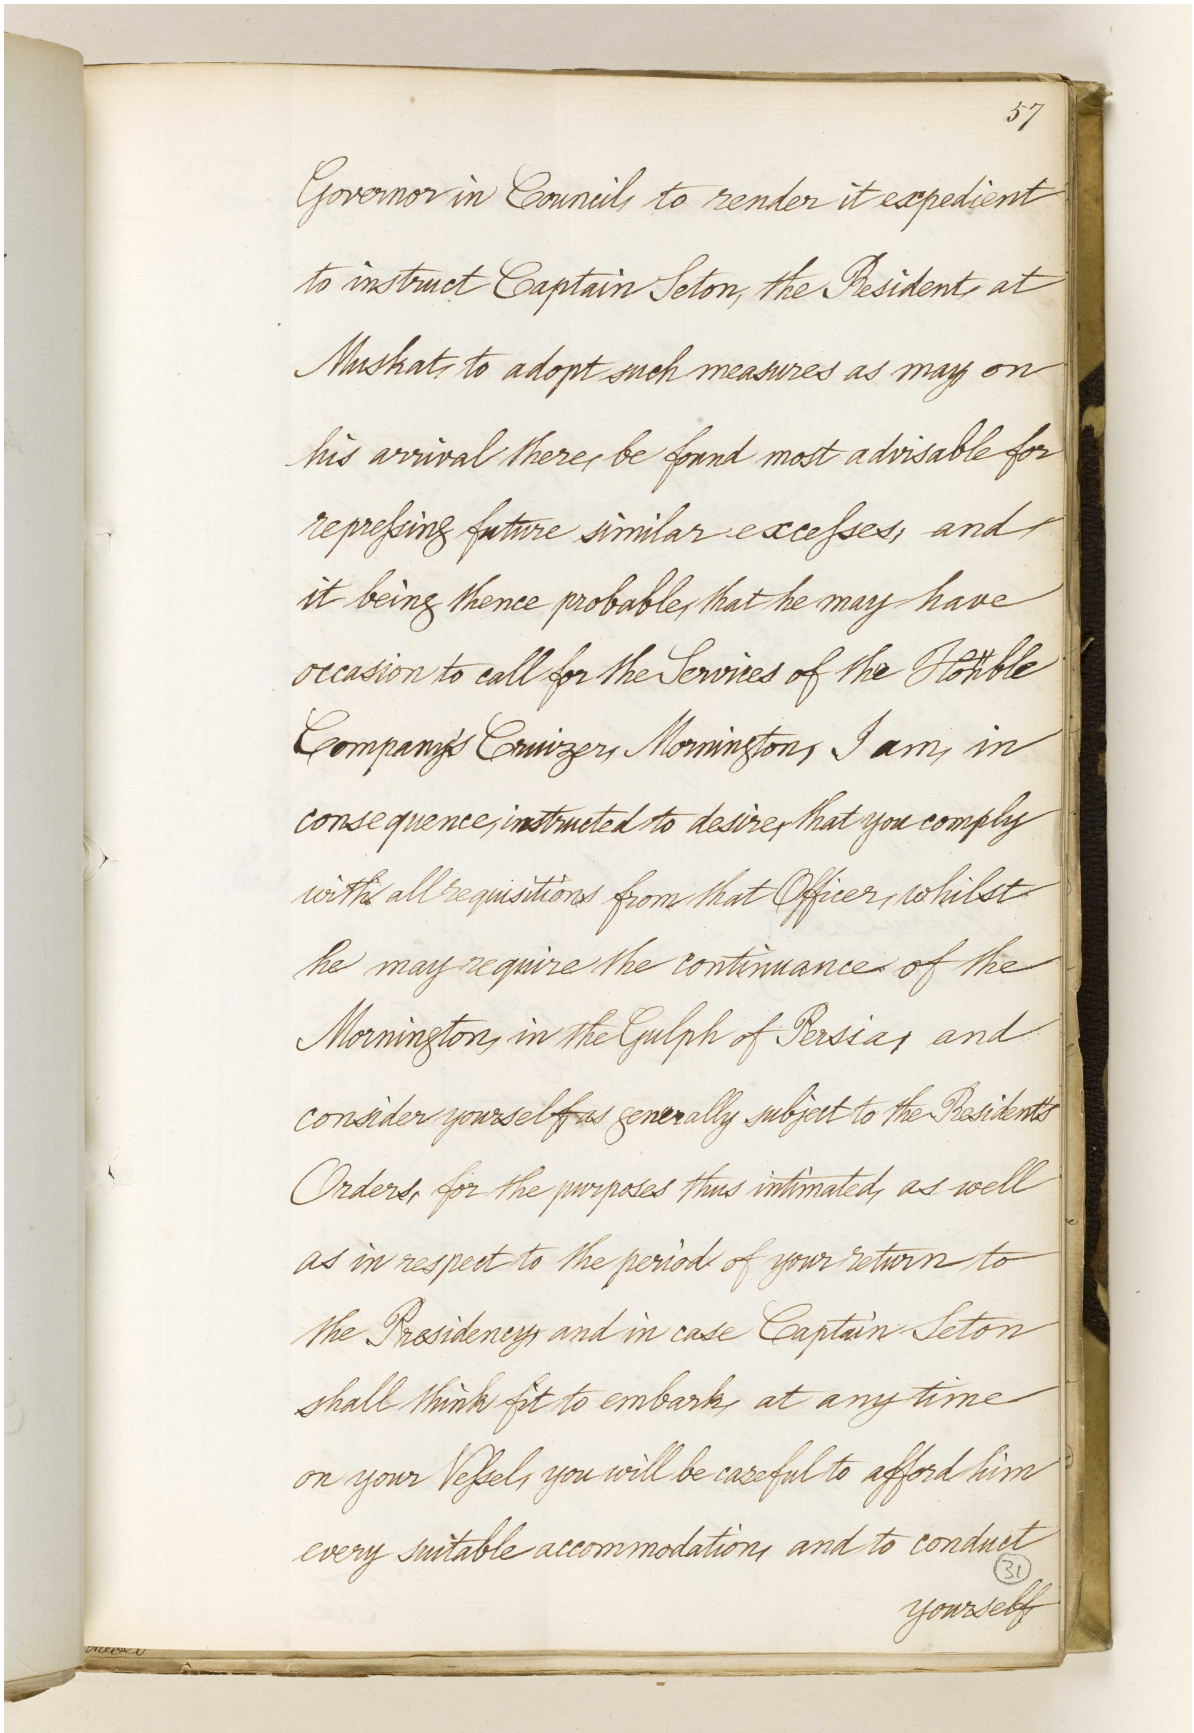 57
Governor in Council, to render it expedient
to instruct Captain Seton, the Resident, at
Muskat, to adopt such measures as may on
his arrival there, be found most advisable for
repreſsing future similar exceſses, and
it being thence probable, that he may have
occasion to call for the Services of the Honble
Company's Cruizer, Mornington, I am, in
consequence, instructed to desire, that you comply
with all requisitions from that Officer, whilst
he may require the continuance of the
Mornington, in the Gulph of Persia, and
consider yourself as generally subject to the Resident's
Orders, for the purposes thus intimated, as well
as in respect to the period of your return to
the Presidency, and in case Captain Seton
shall think fit to embark, at any time
on your Veſsel, you will be careful to afford him
every suitable accommodation, and to conduct
31
yourself